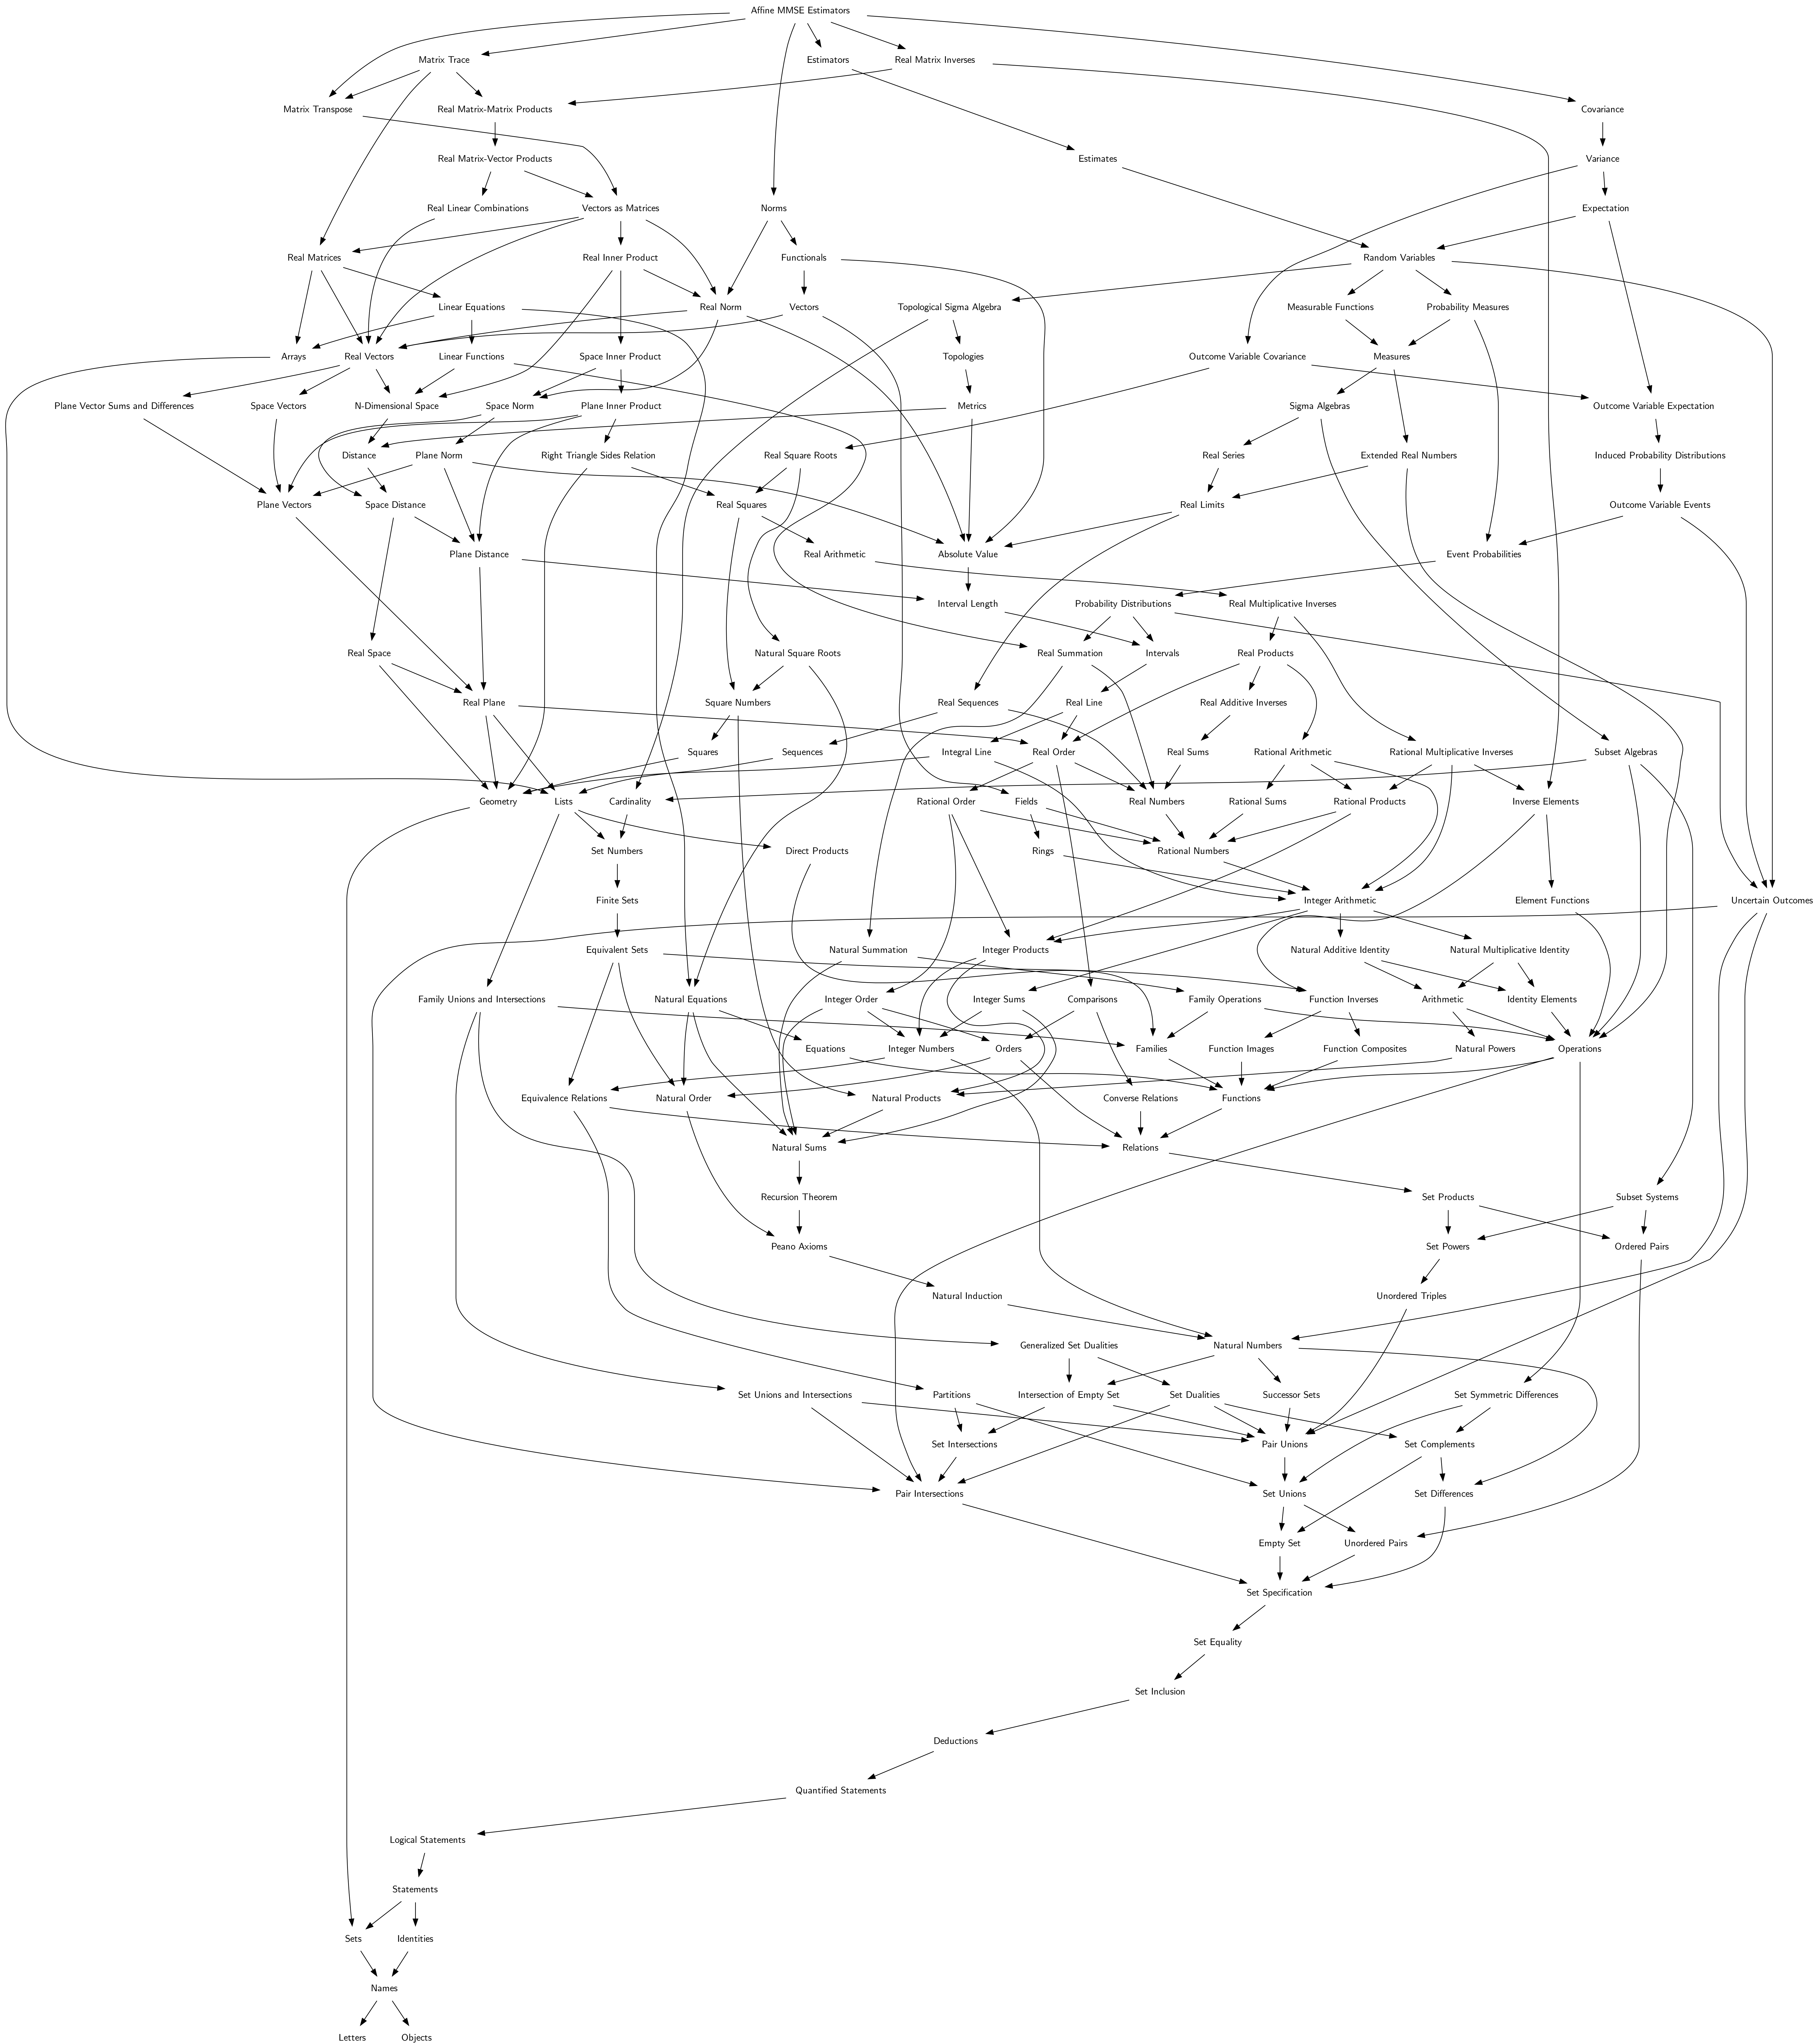 Affine MMSE Estimators
Matrix Trace
Estimators
Real Matrix Inverses
Matrix Transpose
Real Matrix-Matrix Products
Covariance
Real Matrix-Vector Products
Estimates
Variance
Real Linear Combinations
Vectors as Matrices
Norms
Expectation
Real Matrices
Real Inner Product
Functionals
Random Variables
Linear Equations
Real Norm
Vectors
Topological Sigma Algebra
Measurable Functions
Probability Measures
Arrays
Real Vectors
Linear Functions
Space Inner Product
Topologies
Outcome Variable Covariance
Measures
Plane Vector Sums and Differences
Space Vectors
N-Dimensional Space
Space Norm
Plane Inner Product
Metrics
Sigma Algebras
Outcome Variable Expectation
Distance
Plane Norm
Right Triangle Sides Relation
Real Square Roots
Real Series
Extended Real Numbers
Induced Probability Distributions
Plane Vectors
Space Distance
Real Squares
Real Limits
Outcome Variable Events
Plane Distance
Real Arithmetic
Absolute Value
Event Probabilities
Interval Length
Probability Distributions
Real Multiplicative Inverses
Real Space
Natural Square Roots
Real Summation
Intervals
Real Products
Real Plane
Square Numbers
Real Sequences
Real Line
Real Additive Inverses
Squares
Sequences
Integral Line
Real Order
Real Sums
Rational Arithmetic
Rational Multiplicative Inverses
Subset Algebras
Geometry
Lists
Cardinality
Rational Order
Fields
Real Numbers
Rational Sums
Rational Products
Inverse Elements
Set Numbers
Direct Products
Rings
Rational Numbers
Finite Sets
Integer Arithmetic
Element Functions
Uncertain Outcomes
Equivalent Sets
Natural Summation
Integer Products
Natural Additive Identity
Natural Multiplicative Identity
Family Unions and Intersections
Natural Equations
Integer Order
Integer Sums
Comparisons
Family Operations
Function Inverses
Arithmetic
Identity Elements
Equations
Integer Numbers
Orders
Families
Function Images
Function Composites
Natural Powers
Operations
Equivalence Relations
Natural Order
Natural Products
Converse Relations
Functions
Natural Sums
Relations
Recursion Theorem
Set Products
Subset Systems
Peano Axioms
Set Powers
Ordered Pairs
Natural Induction
Unordered Triples
Generalized Set Dualities
Natural Numbers
Set Unions and Intersections
Partitions
Intersection of Empty Set
Set Dualities
Successor Sets
Set Symmetric Differences
Set Intersections
Pair Unions
Set Complements
Pair Intersections
Set Unions
Set Differences
Empty Set
Unordered Pairs
Set Specification
Set Equality
Set Inclusion
Deductions
Quantified Statements
Logical Statements
Statements
Sets
Identities
Names
Letters
Objects